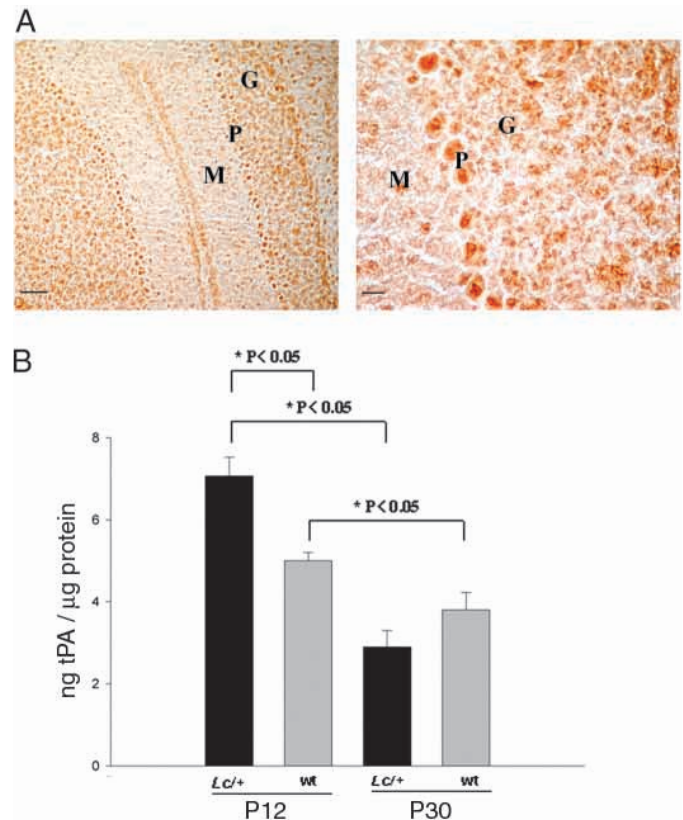 A
G
P
M
G
P
M
B
* P< 0.05
* P< 0.05
* P< 0.05
8
6
4
2
0
ng tPA / µg protein
Lc/+ wt Lc/+ wt
P12 P30